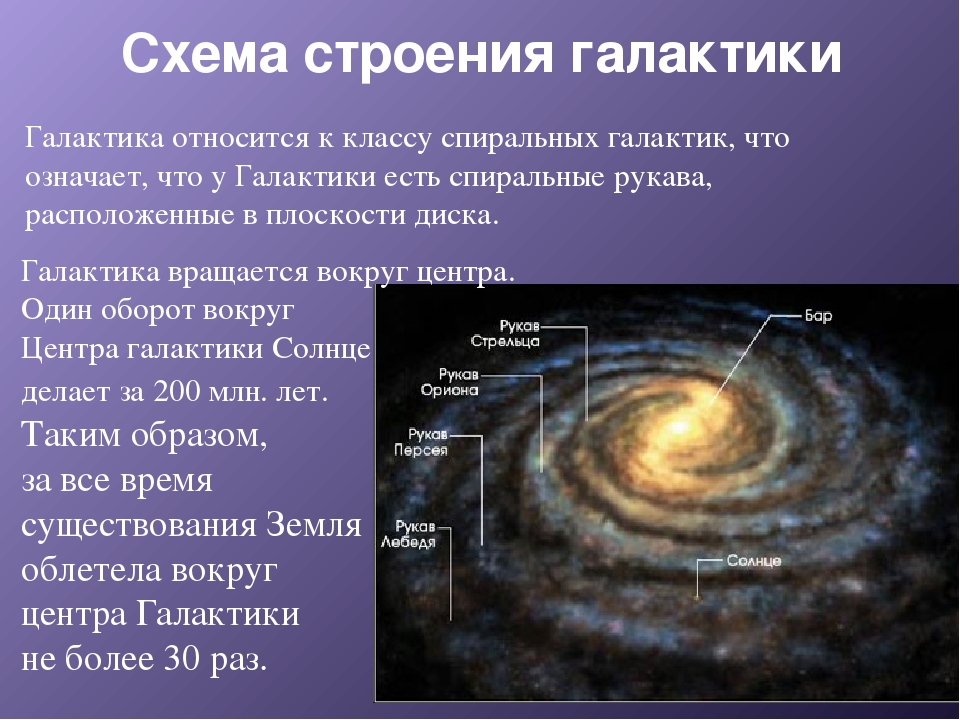 Схема строения галактики
Галактика относится к классу спиральных галактик, что
означает, что у Галактики есть спиральные рукава,
расположенные в плоскости диска.
Галактика вращается вокруг центра.
Один оборот вокруг
Центра галактики Солнце
делает за 200 млн. лет.
Таким образом,
за все время
существования Земля
облетела вокруг
центра Галактики
не более 30 раз.
Рукав
Стрельца
Бар
Рукав
Ориона
Рукав
Персея
Рукав
Лебедя
Солнце